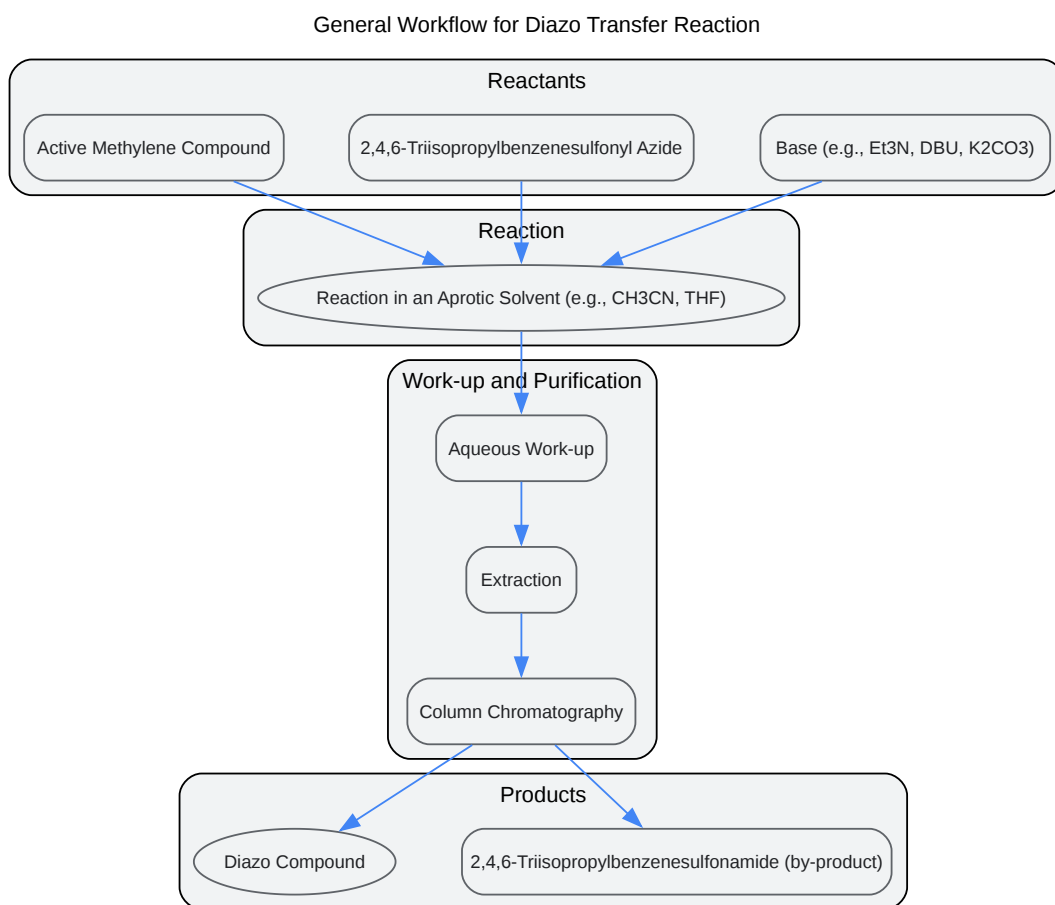 General Workflow for Diazo Transfer Reaction
Reactants
Active Methylene Compound
2,4,6-Triisopropylbenzenesulfonyl Azide
Base (e.g., Et3N, DBU, K2CO3)
Reaction
Reaction in an Aprotic Solvent (e.g., CH3CN, THF)
Work-up and Purification
Aqueous Work-up
Extraction
Column Chromatography
Products
Diazo Compound
2,4,6-Triisopropylbenzenesulfonamide (by-product)